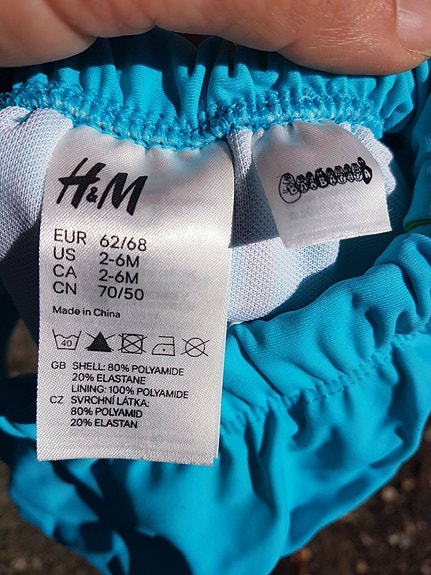 H&M
EUR 62/68
US 2-6M
CA 2-6M
CN 70/50
Made in China
40
GB SHELL: 80% POLYAMIDE
20% ELASTANE
LINING: 100% POLYAMIDE
CZ SVRCHNÍ LÁTKA:
80% POLYAMID
20% ELASTAN
BARBAPAPA